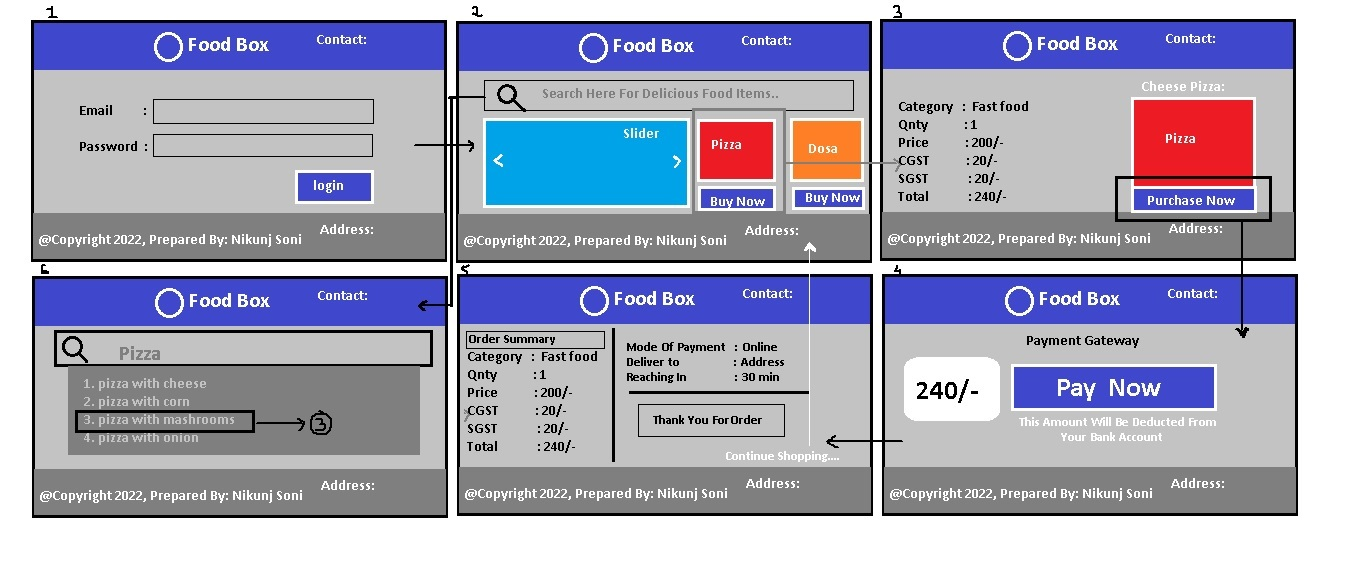 1
Food Box
Contact:
Email :
Password :
login
Address:
@Copyright 2022, Prepared By: Nikunj Soni
2
Food Box
Contact:
Search Here For Delicious Food Items..
Slider
< >
Pizza
Dosa
Buy Now
Buy Now
Address:
@Copyright 2022, Prepared By: Nikunj Soni
3
Food Box
Contact:
Cheese Pizza:
Category : Fast food
Qnty :1
Price :200/-
CGST : 20/-
SGST : 20/-
Total :240/-
Pizza
Purchase Now
Address:
@Copyright 2022, Prepared By: Nikunj Soni
6
Food Box
Contact:
Pizza
1. pizza with cheese
2. pizza with corn
3. pizza with mashrooms
3
4. pizza with onion
Address:
@Copyright 2022, Prepared By: Nikunj Soni
5
Food Box
Contact:
Order Summary
Category : Fast food
Qnty :1
Price :200/-
CGST : 20/-
SGST : 20/-
Total :240/-
Mode Of Payment : Online
Deliver to : Address
Reaching In : 30 min
Thank You For Order
Continue Shopping....
Address:
@Copyright 2022, Prepared By: Nikunj Soni
4
Food Box
Contact:
Payment Gateway
240/-
Pay Now
This Amount Will Be Deducted From
Your Bank Account
Address:
@Copyright 2022, Prepared By: Nikunj Soni